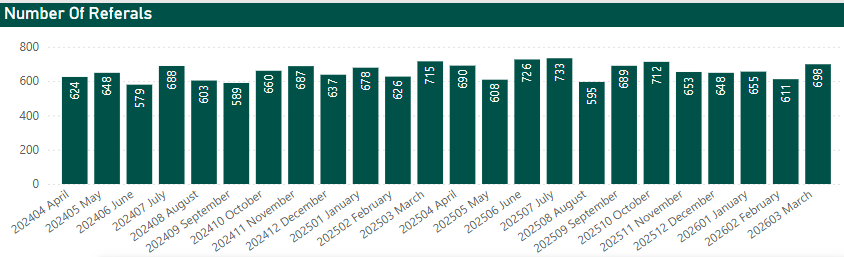 Number Of Referals
800
600
400
200
0
624
648
579
688
603
589
660
687
637
678
626
715
690
608
726
733
595
689
712
653
648
655
611
698
202404 April
202405 May
202406 June
202407 July
202408 August
202409 September
202410 October
202411 November
202412 December
202501 January
202502 February
202503 March
202504 April
202505 May
202506 June
202507 July
202508 August
202509 September
202510 October
202511 November
202512 December
202601 January
202602 February
202603 March